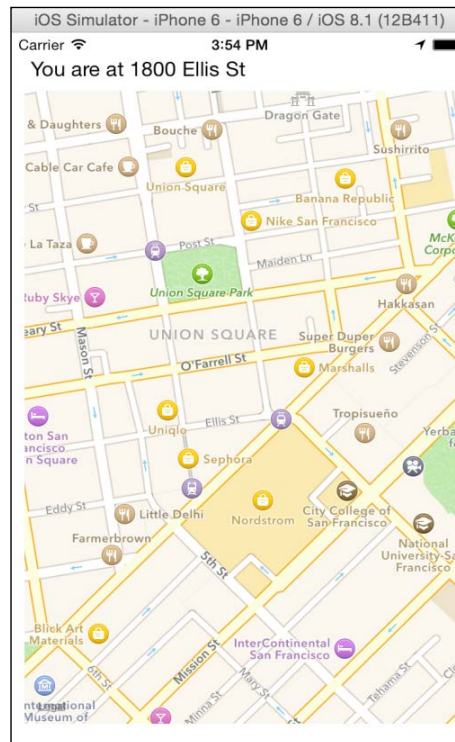 iOS Simulator - iPhone 6 - iPhone 6 / iOS 8.1 (12B411)
Carrier 3:54 PM
You are at 1800 Ellis St
Dragon Gate
& Daughters
Bouche
Sushirrito
Cable Car Cafe
Union Square
Banana Republic
Nike San Francisco
La Taza
Post St
Maiden Ln
Ruby Skye
Union Square Park
Hakkasan
Mason St
UNION SQUARE
Super Duper
Burgers
Stevenson St
O'Farrell St
Marshalls
Ellis St
Tropisueño
Uniqlo
Sephora
Eddy St
Little Delhi
Nordstrom
City College of
San Francisco
Farmerbrown
5th St
National
University-Sa
Francisco
Blick Art
Materials
Mission St
InterContinental
San Francisco
6th St
Mary St
Tehama St
Minna St
Museum of
Legal